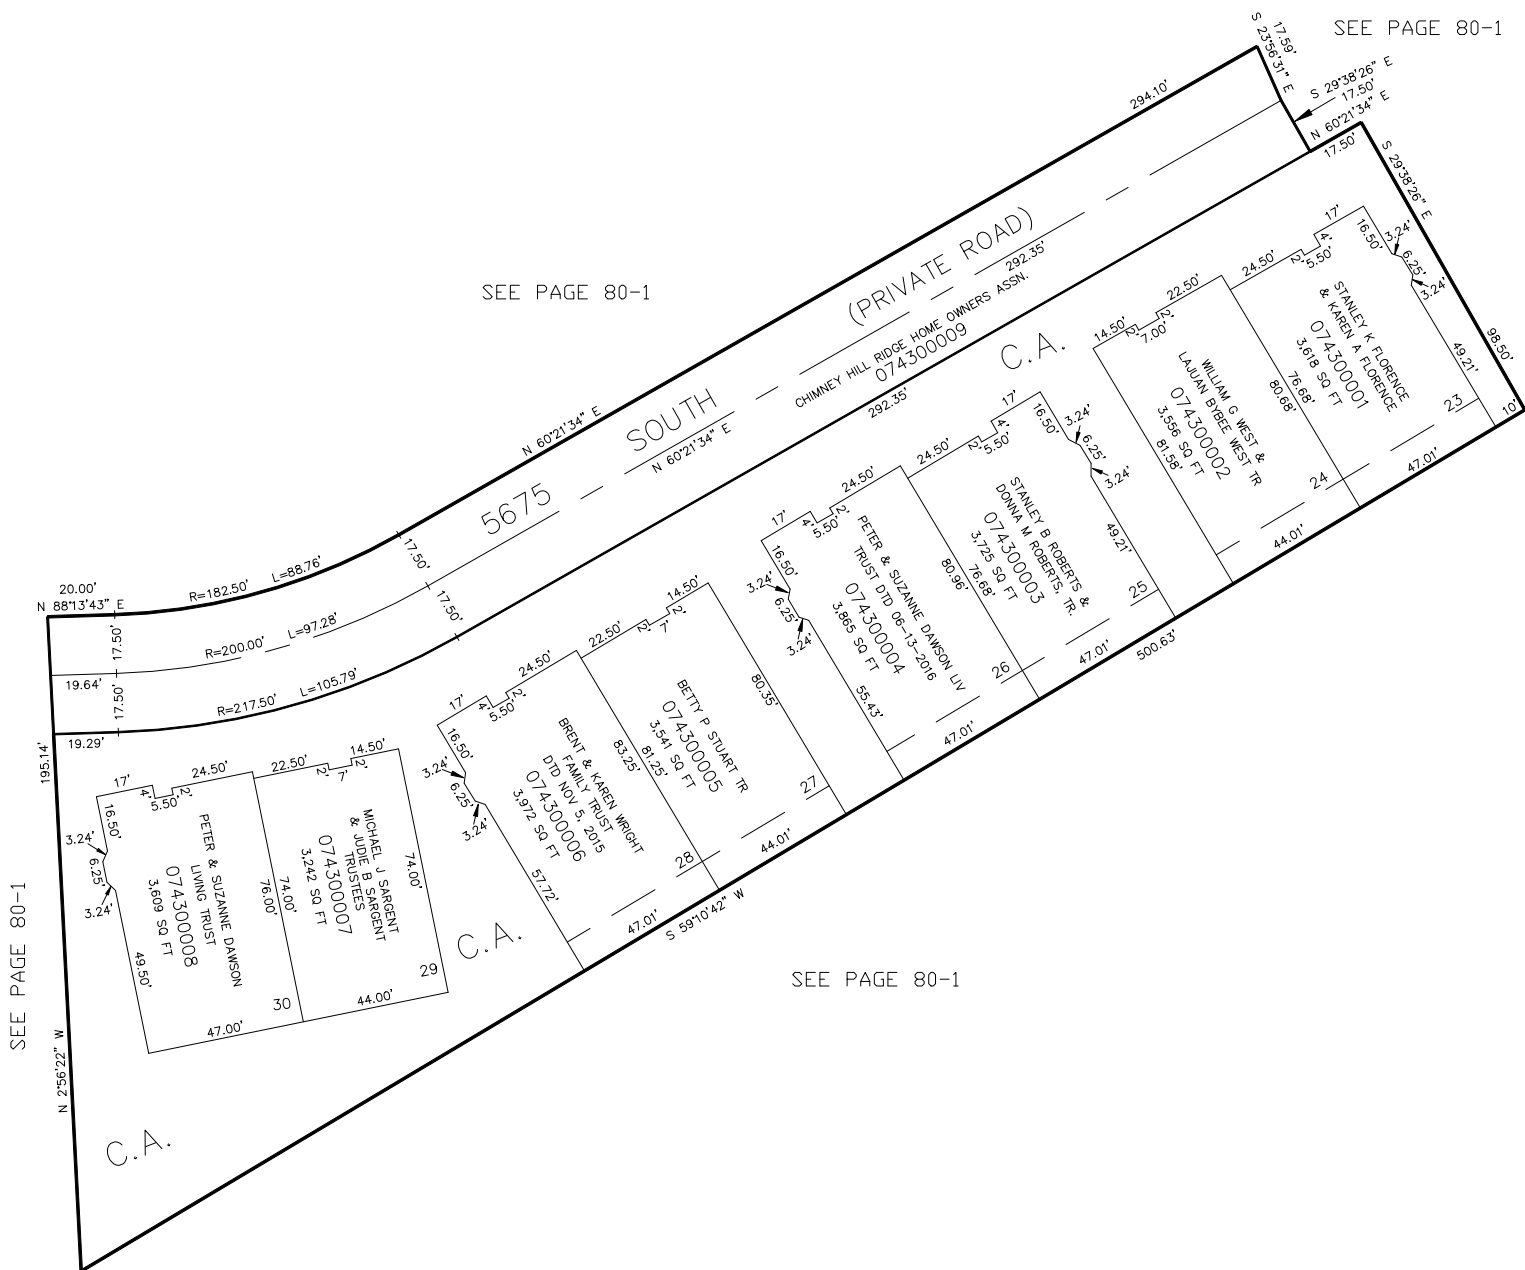 SEE PAGE 80-1
S 23°56'31" E
17.59'
S 29°38'26" E
17.50'
N 60°21'34" E
17.50'
294.10'
S 29°38'26" E
98.50'
10'
SEE PAGE 80-1
(PRIVATE ROAD)
292.35'
CHIMNEY HILL RIDGE HOME OWNERS ASSN.
074300009
292.35'
C.A.
N 60°21'34" E
SOUTH
N 60°21'34" E
5675
17.50'
17.50'
20.00'
N 88°13'43" E
R=182.50'
L=88.76'
17.50'
R=200.00'
L=97.28'
19.64'
17.50'
R=217.50'
L=105.79'
19.29'
195.14'
17'
16.50'
3.24'
6.25'
3.24'
4'
5.50'
2'
24.50'
STANLEY K FLORENCE
& KAREN A FLORENCE
074300001
3,618 SQ FT
49.21'
76.68'
80.68'
23
47.01'
22.50'
2'
7.00'
2'
14.50'
WILLIAM G WEST &
LAJUAN BYBEE WEST TR
074300002
3,556 SQ FT
81.58'
24
44.01'
17'
16.50'
3.24'
6.25'
3.24'
4'
5.50'
2'
24.50'
STANLEY B ROBERTS &
DONNA M ROBERTS, TR.
074300003
3,725 SQ FT
49.21'
76.68'
80.96'
25
47.01'
500.63'
24.50'
17'
4'
5.50'
2'
16.50'
3.24'
6.25'
3.24'
PETER & SUZANNE DAWSON LIV
TRUST DTD 06-13-2016
074300004
3,865 SQ FT
55.43'
26
47.01'
14.50'
2'
7'
2'
22.50'
BETTY P STUART TR
074300005
3,541 SQ FT
80.35'
81.25'
83.25'
27
44.01'
24.50'
17'
4'
5.50'
2'
16.50'
3.24'
6.25'
3.24'
BRENT & KAREN WRIGHT
FAMILY TRUST
DTD NOV 5, 2015
074300006
3,972 SQ FT
57.72'
28
47.01'
S 59°10'42" W
14.50'
2'
7'
2'
22.50'
MICHAEL J SARGENT
& JUDIE B SARGENT
TRUSTEES
074300007
3,242 SQ FT
74.00'
74.00'
76.00'
29
44.00'
C.A.
24.50'
17'
4'
5.50'
2'
16.50'
3.24'
6.25'
3.24'
PETER & SUZANNE DAWSON
LIVING TRUST
074300008
3,609 SQ FT
49.50'
30
47.00'
SEE PAGE 80-1
SEE PAGE 80-1
N 2°56'22" W
C.A.